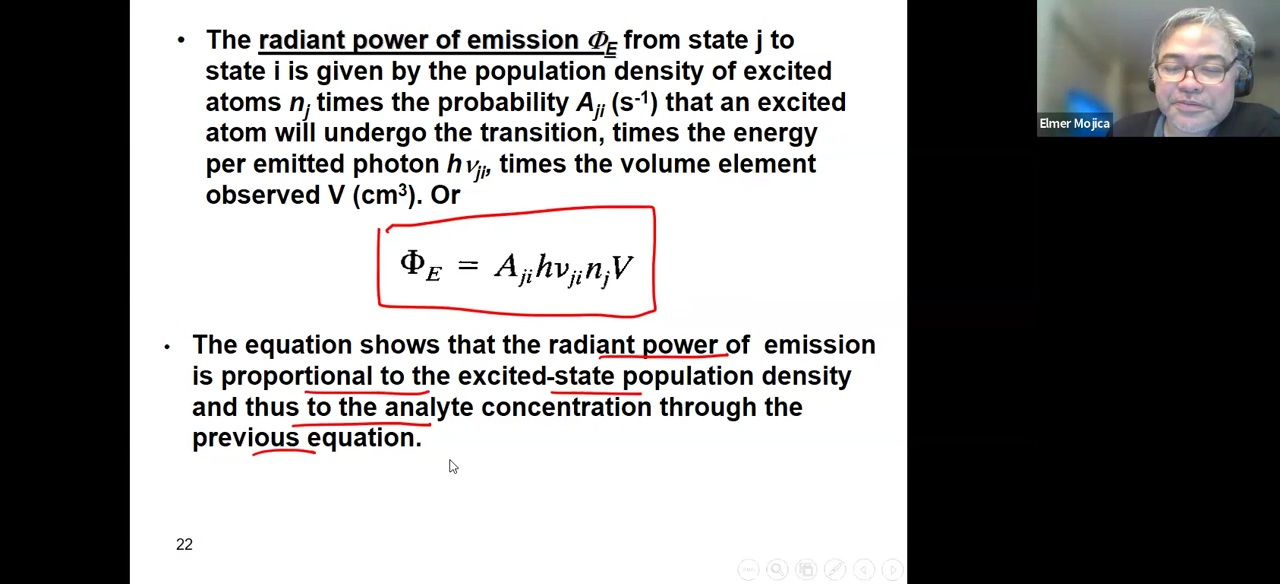 • The radiant power of emission Φ_E from state j to
state i is given by the population density of excited
atoms n_j times the probability A_ji (s⁻¹) that an excited
atom will undergo the transition, times the energy
per emitted photon hν_ji, times the volume element
observed V (cm³). Or
Φ_E = A_ji hν_ji n_j V
• The equation shows that the radiant power of emission
is proportional to the excited-state population density
and thus to the analyte concentration through the
previous equation.
22
Elmer Mojica